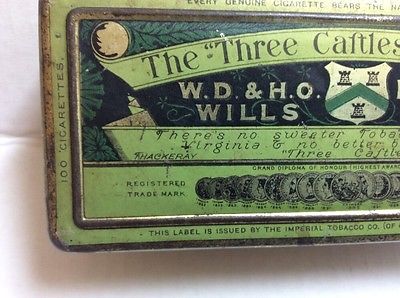 EVERY GENUINE CIGARETTE BEARS THE NA
The "Three Castles
W.D. & H.O.
WILLS
There's no sweeter Tobac
Virginia & no better b
THACKERAY "Three Castle
GRAND DIPLOMA OF HONOUR (HIGHEST AWAR
REGISTERED
TRADE MARK
THIS LABEL IS ISSUED BY THE IMPERIAL TOBACCO CO. (OF
100 CIGARETTES.